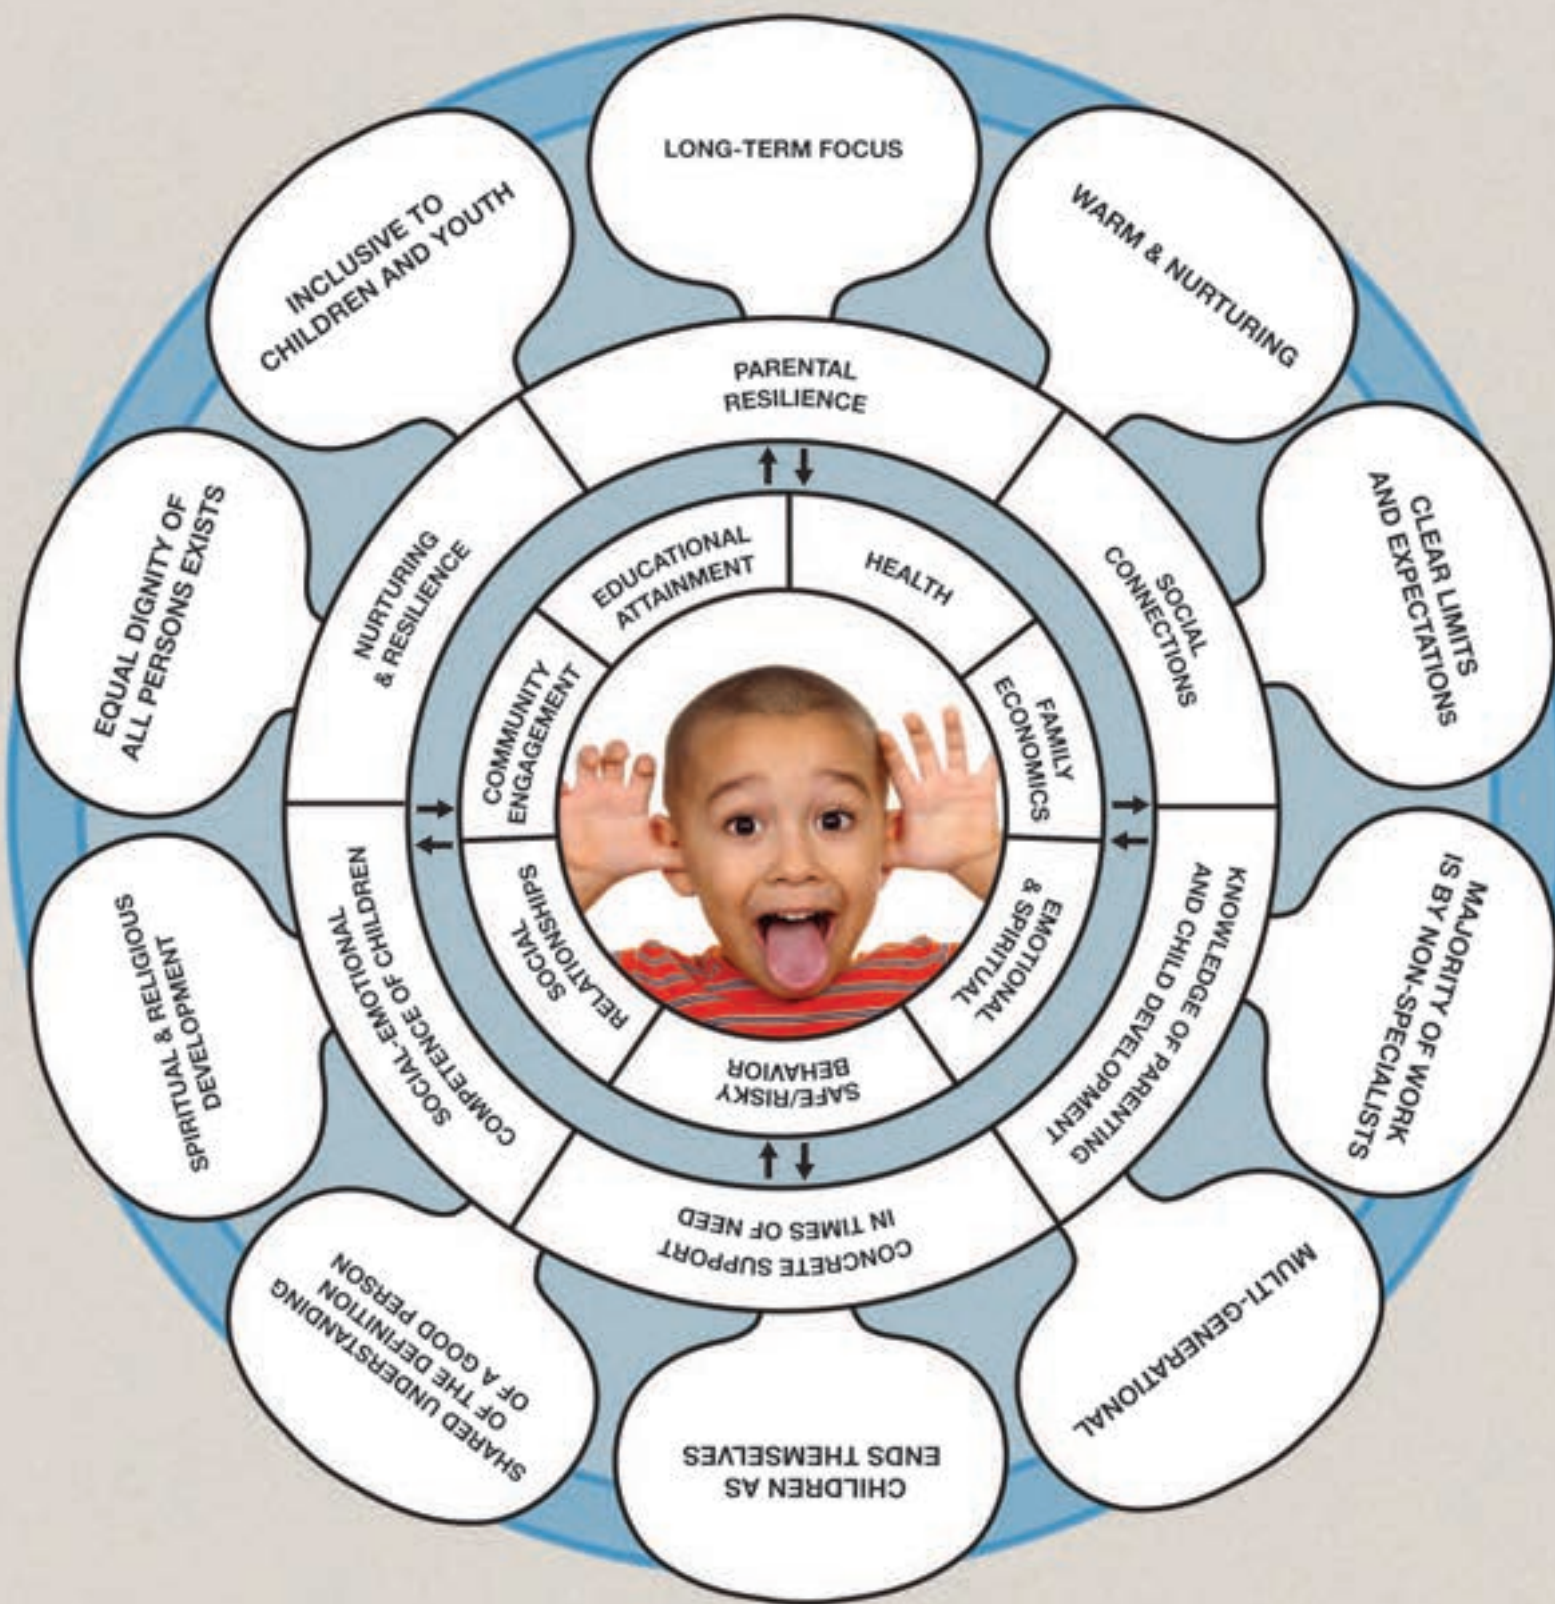 LONG-TERM FOCUS
WARM & NURTURING
CLEAR LIMITS
AND EXPECTATIONS
MAJORITY OF WORK
IS BY NON-SPECIALISTS
MULTI-GENERATIONAL
CHILDREN AS
ENDS THEMSELVES
SHARED UNDERSTANDING
OF THE DEFINITION
OF A GOOD PERSON
SPIRITUAL & RELIGIOUS
DEVELOPMENT
EQUAL DIGNITY OF
ALL PERSONS EXISTS
INCLUSIVE TO
CHILDREN AND YOUTH
PARENTAL
RESILIENCE
SOCIAL
CONNECTIONS
KNOWLEDGE OF PARENTING
AND CHILD DEVELOPMENT
CONCRETE SUPPORT
IN TIMES OF NEED
SOCIAL-EMOTIONAL
COMPETENCE OF CHILDREN
NURTURING
& RESILIENCE
HEALTH
FAMILY
ECONOMICS
EMOTIONAL
& SPIRITUAL
SAFE/RISKY
BEHAVIOR
SOCIAL
RELATIONSHIPS
COMMUNITY
ENGAGEMENT
EDUCATIONAL
ATTAINMENT